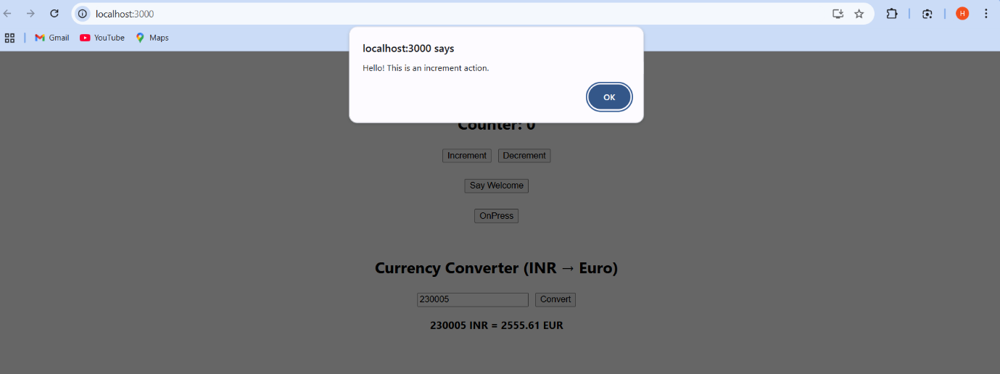 localhost:3000
H
Gmail YouTube Maps
localhost:3000 says
Hello! This is an increment action.
OK
Counter: 0
Increment Decrement
Say Welcome
OnPress
Currency Converter (INR → Euro)
230005 Convert
230005 INR = 2555.61 EUR